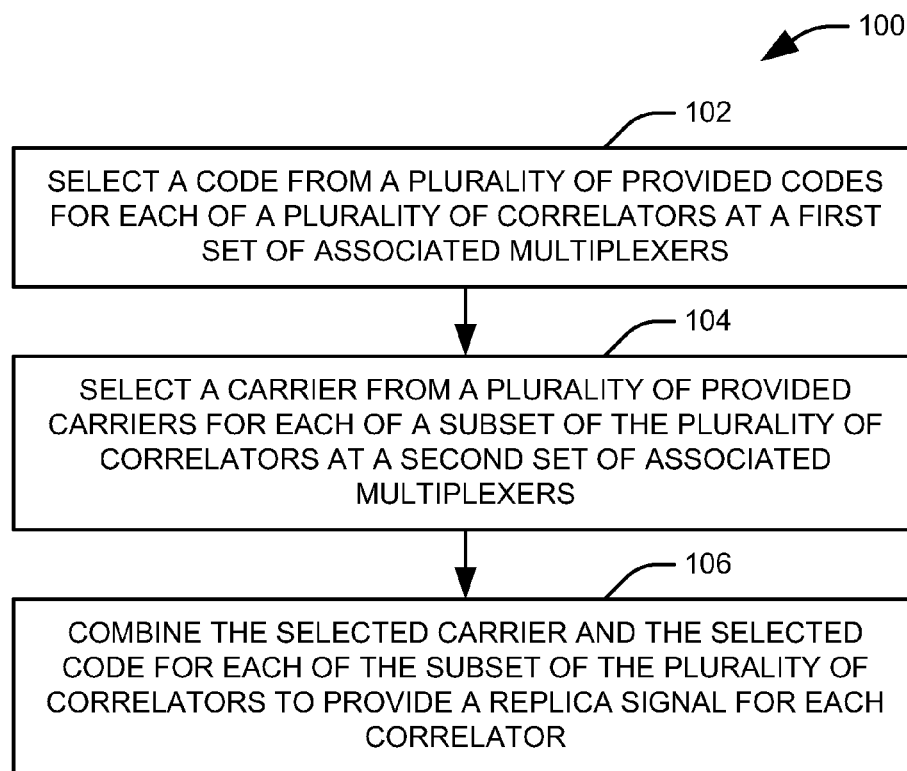 100
102
SELECT A CODE FROM A PLURALITY OF PROVIDED CODES
FOR EACH OF A PLURALITY OF CORRELATORS AT A FIRST
SET OF ASSOCIATED MULTIPLEXERS
104
SELECT A CARRIER FROM A PLURALITY OF PROVIDED
CARRIERS FOR EACH OF A SUBSET OF THE PLURALITY OF
CORRELATORS AT A SECOND SET OF ASSOCIATED
MULTIPLEXERS
106
COMBINE THE SELECTED CARRIER AND THE SELECTED
CODE FOR EACH OF THE SUBSET OF THE PLURALITY OF
CORRELATORS TO PROVIDE A REPLICA SIGNAL FOR EACH
CORRELATOR